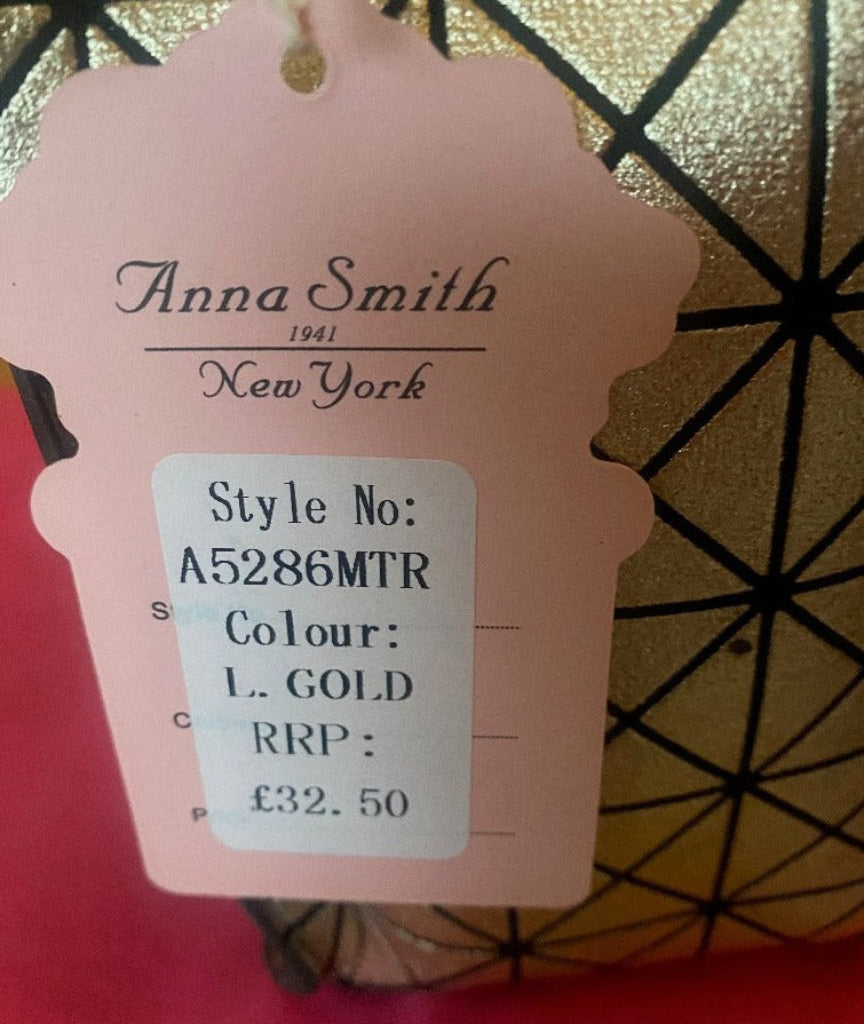 Anna Smith
1941
New York
Style No:
A5286MTR
Colour:
L. GOLD
RRP:
£32.50